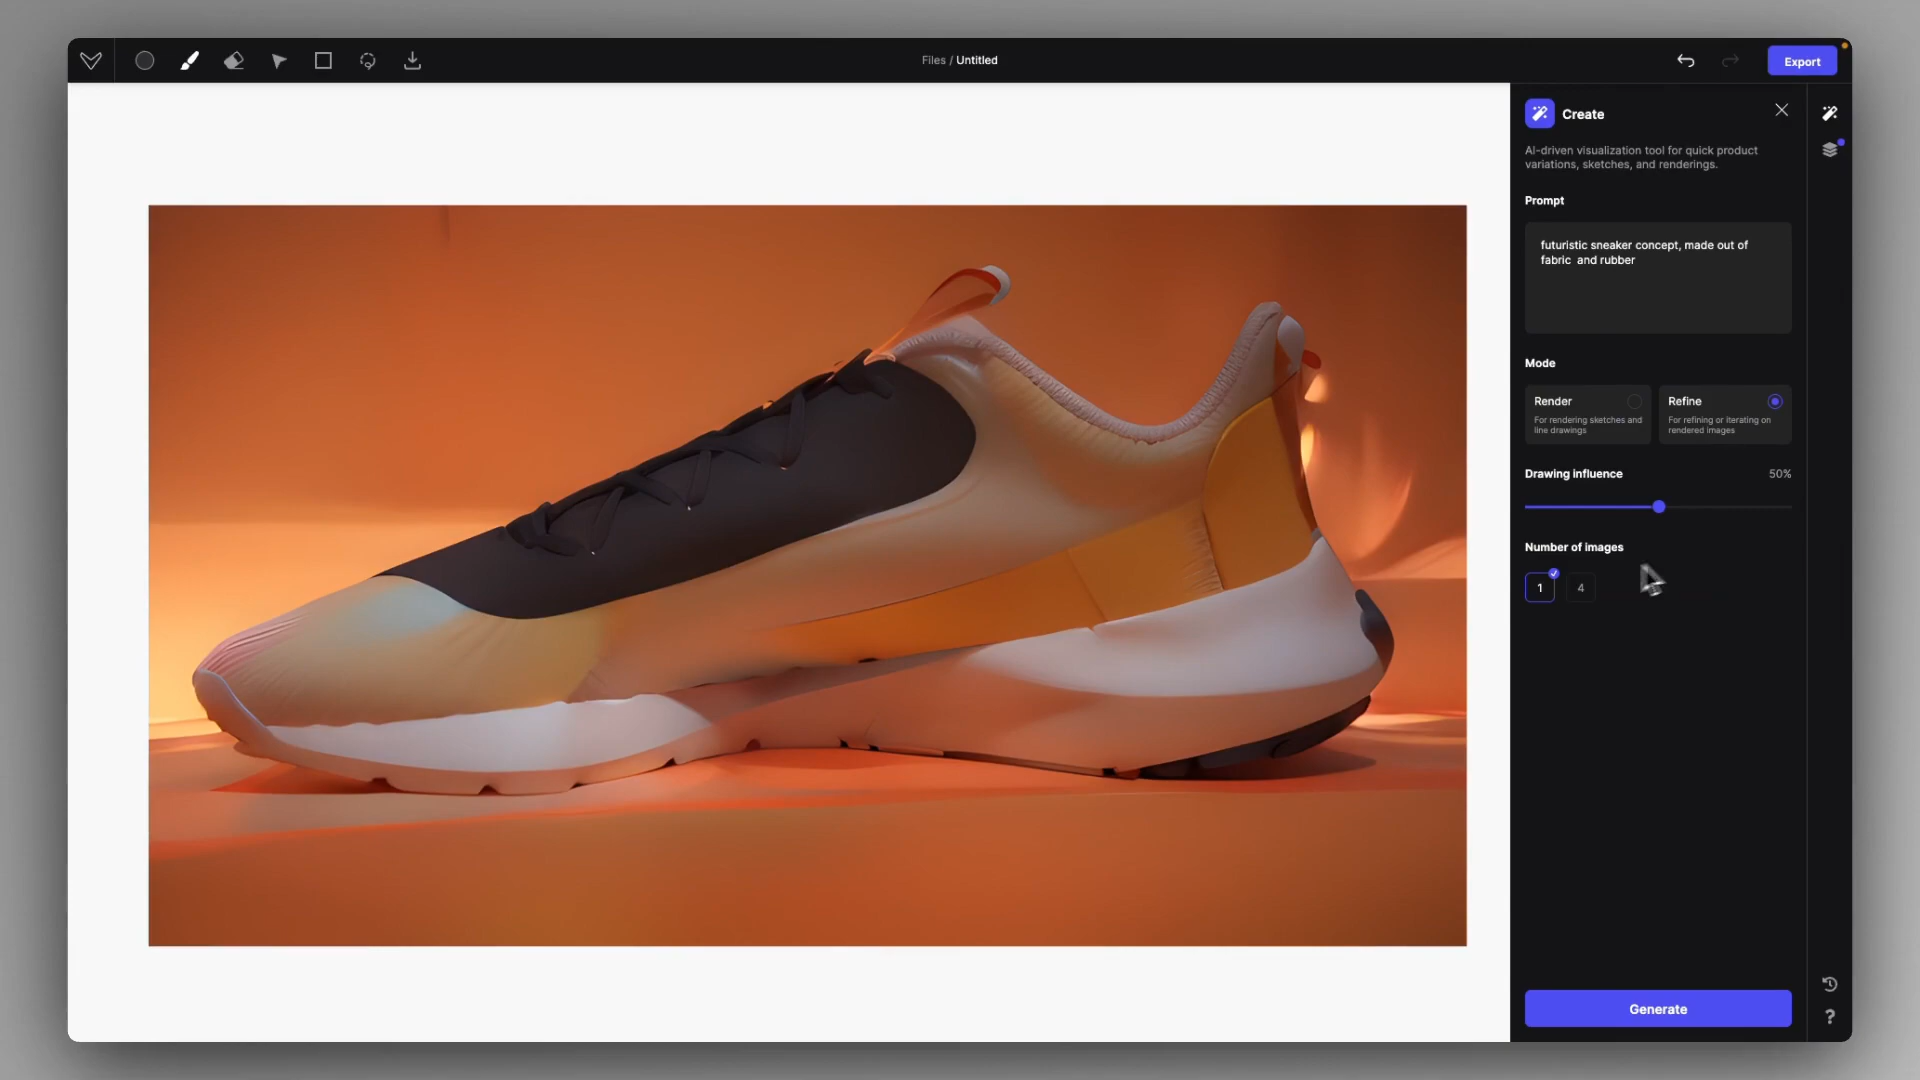 Files / Untitled
Export
Create
AI-driven visualization tool for quick product
variations, sketches, and renderings.
Prompt
futuristic sneaker concept, made out of
fabric  and rubber
Mode
Render
For rendering sketches and
line drawings
Refine
For refining or iterating on
rendered images
Drawing influence
50%
Number of images
1
4
Generate
?